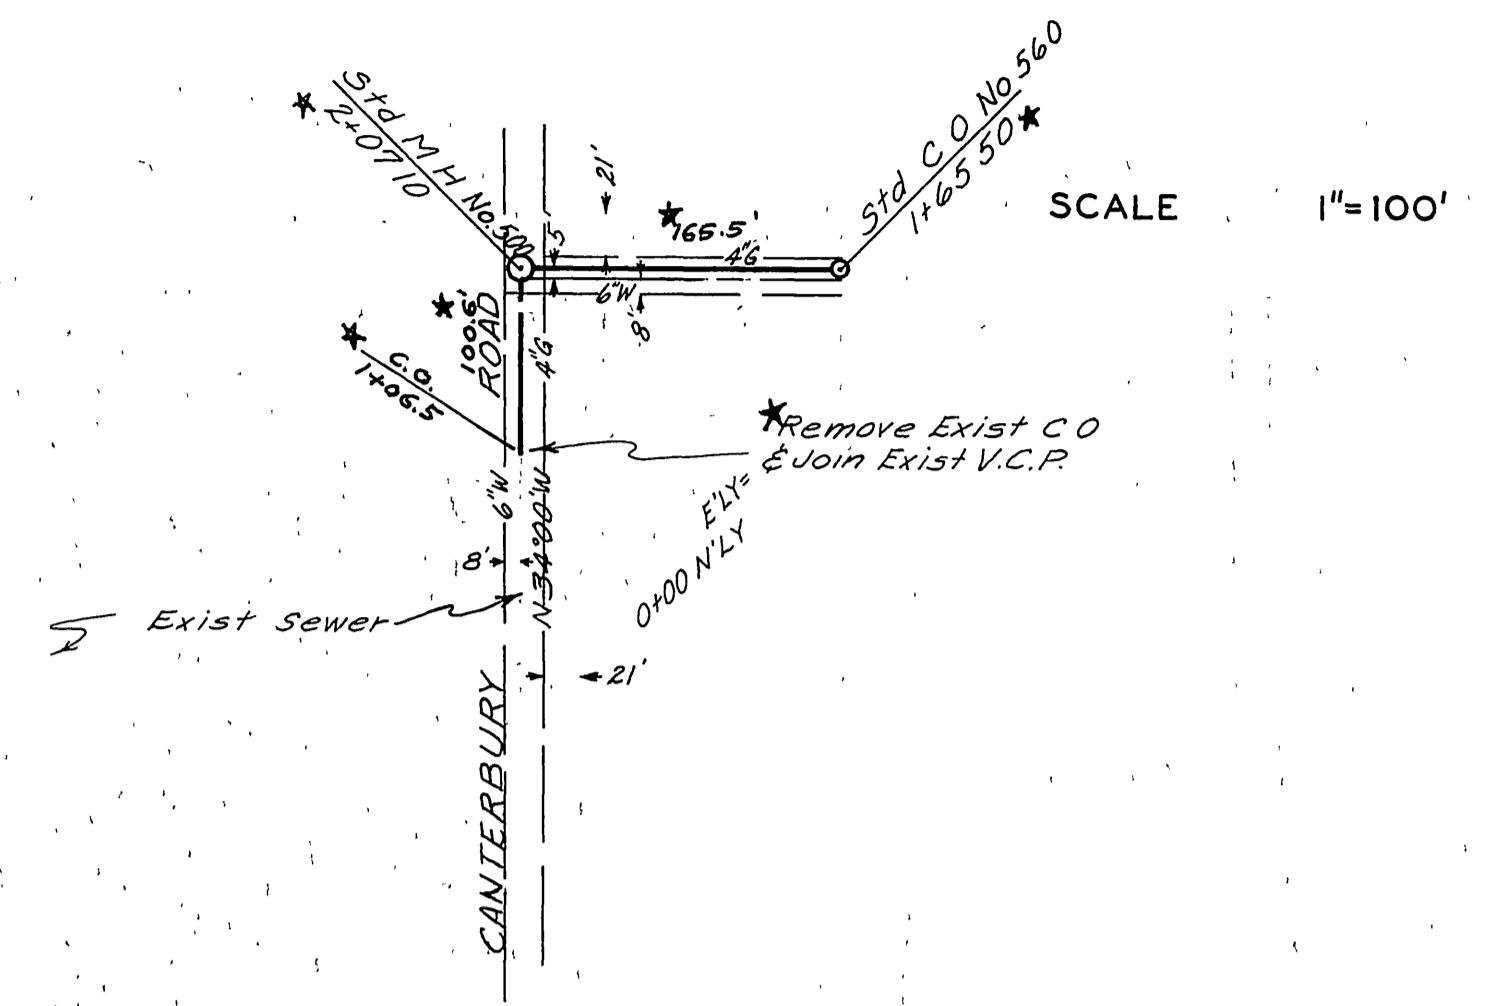 Std M H No. 500
2+07 10
Std C O No 560
1+65 50
SCALE 1"=100'
21'
5'
165.5'
4"G
6"W
8'
100.6'
ROAD
4"G
C.O.
1+06.5
Remove Exist C O
& Join Exist V.C.P.
6"W
N 34°00'W
E'LY=
0+00 N'LY
8'
Exist Sewer
21'
CANTERBURY